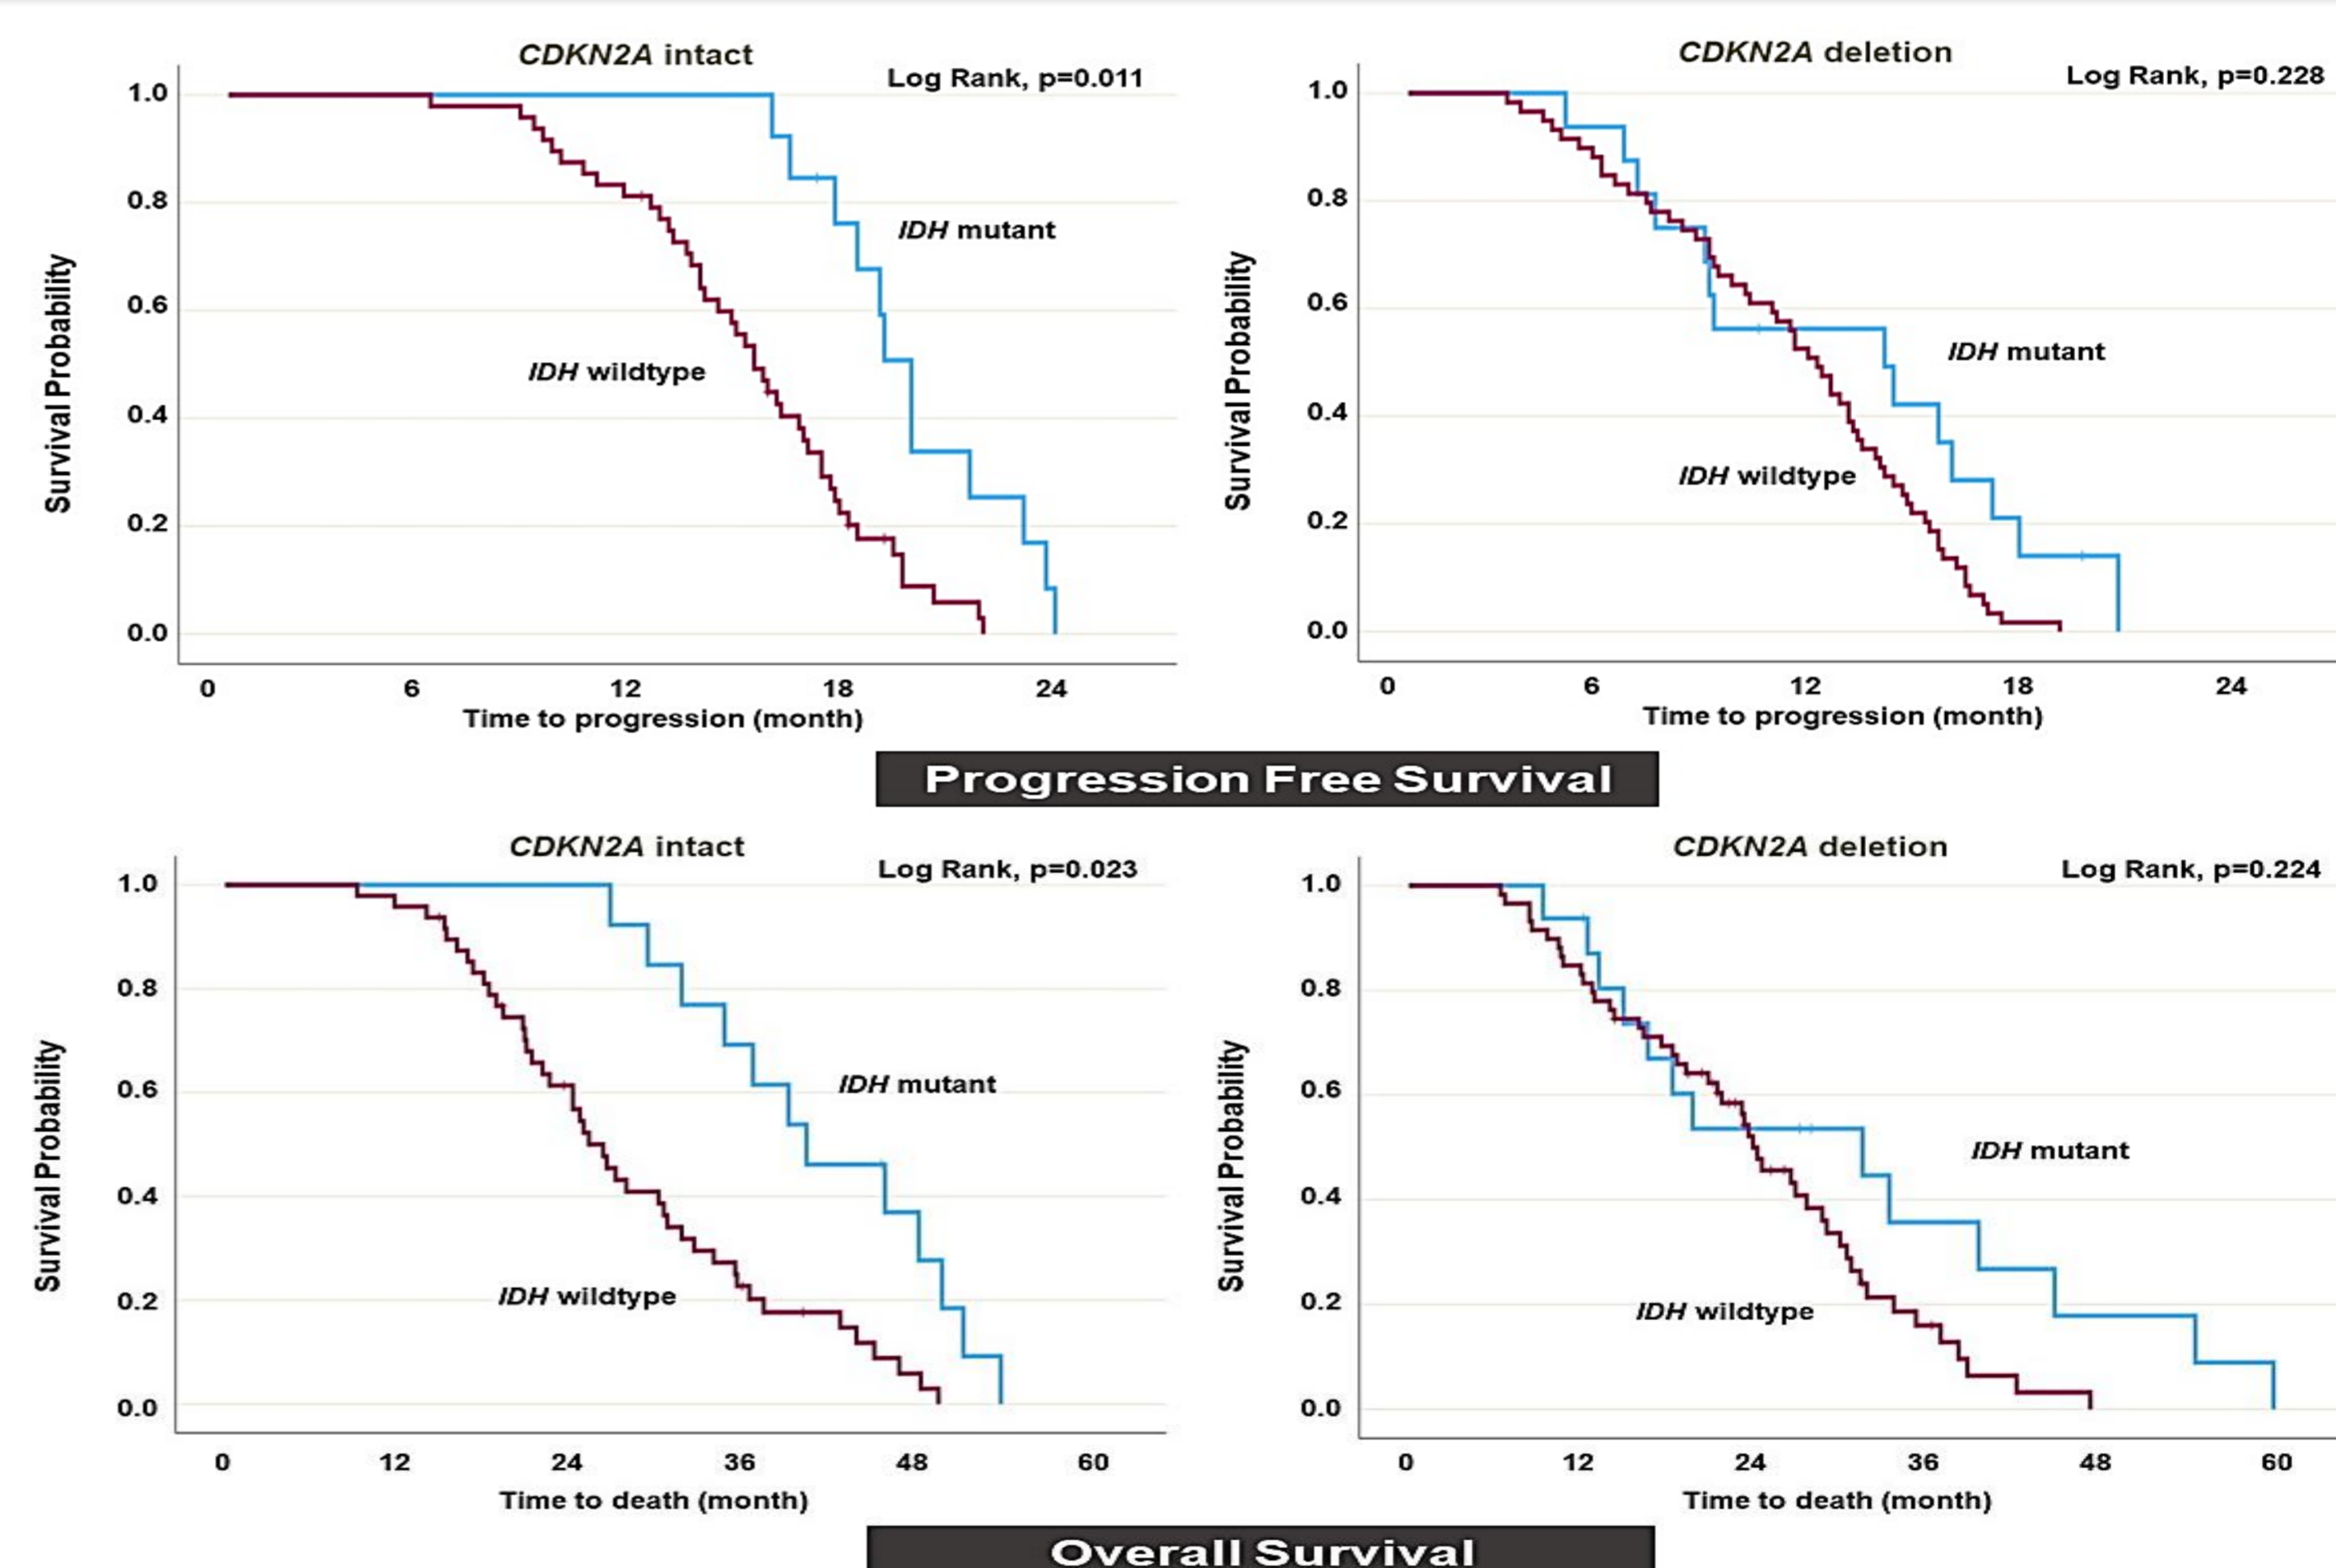 CDKN2A intact
Log Rank, p=0.011
1.0
0.8
0.6
0.4
0.2
0.0
Survival Probability
IDH mutant
IDH wildtype
0 6 12 18 24
Time to progression (month)
CDKN2A deletion
Log Rank, p=0.228
1.0
0.8
0.6
0.4
0.2
0.0
Survival Probability
IDH mutant
IDH wildtype
0 6 12 18 24
Time to progression (month)
Progression Free Survival
CDKN2A intact
Log Rank, p=0.023
1.0
0.8
0.6
0.4
0.2
0.0
Survival Probability
IDH mutant
IDH wildtype
0 12 24 36 48 60
Time to death (month)
CDKN2A deletion
Log Rank, p=0.224
1.0
0.8
0.6
0.4
0.2
0.0
Survival Probability
IDH mutant
IDH wildtype
0 12 24 36 48 60
Time to death (month)
Overall Survival